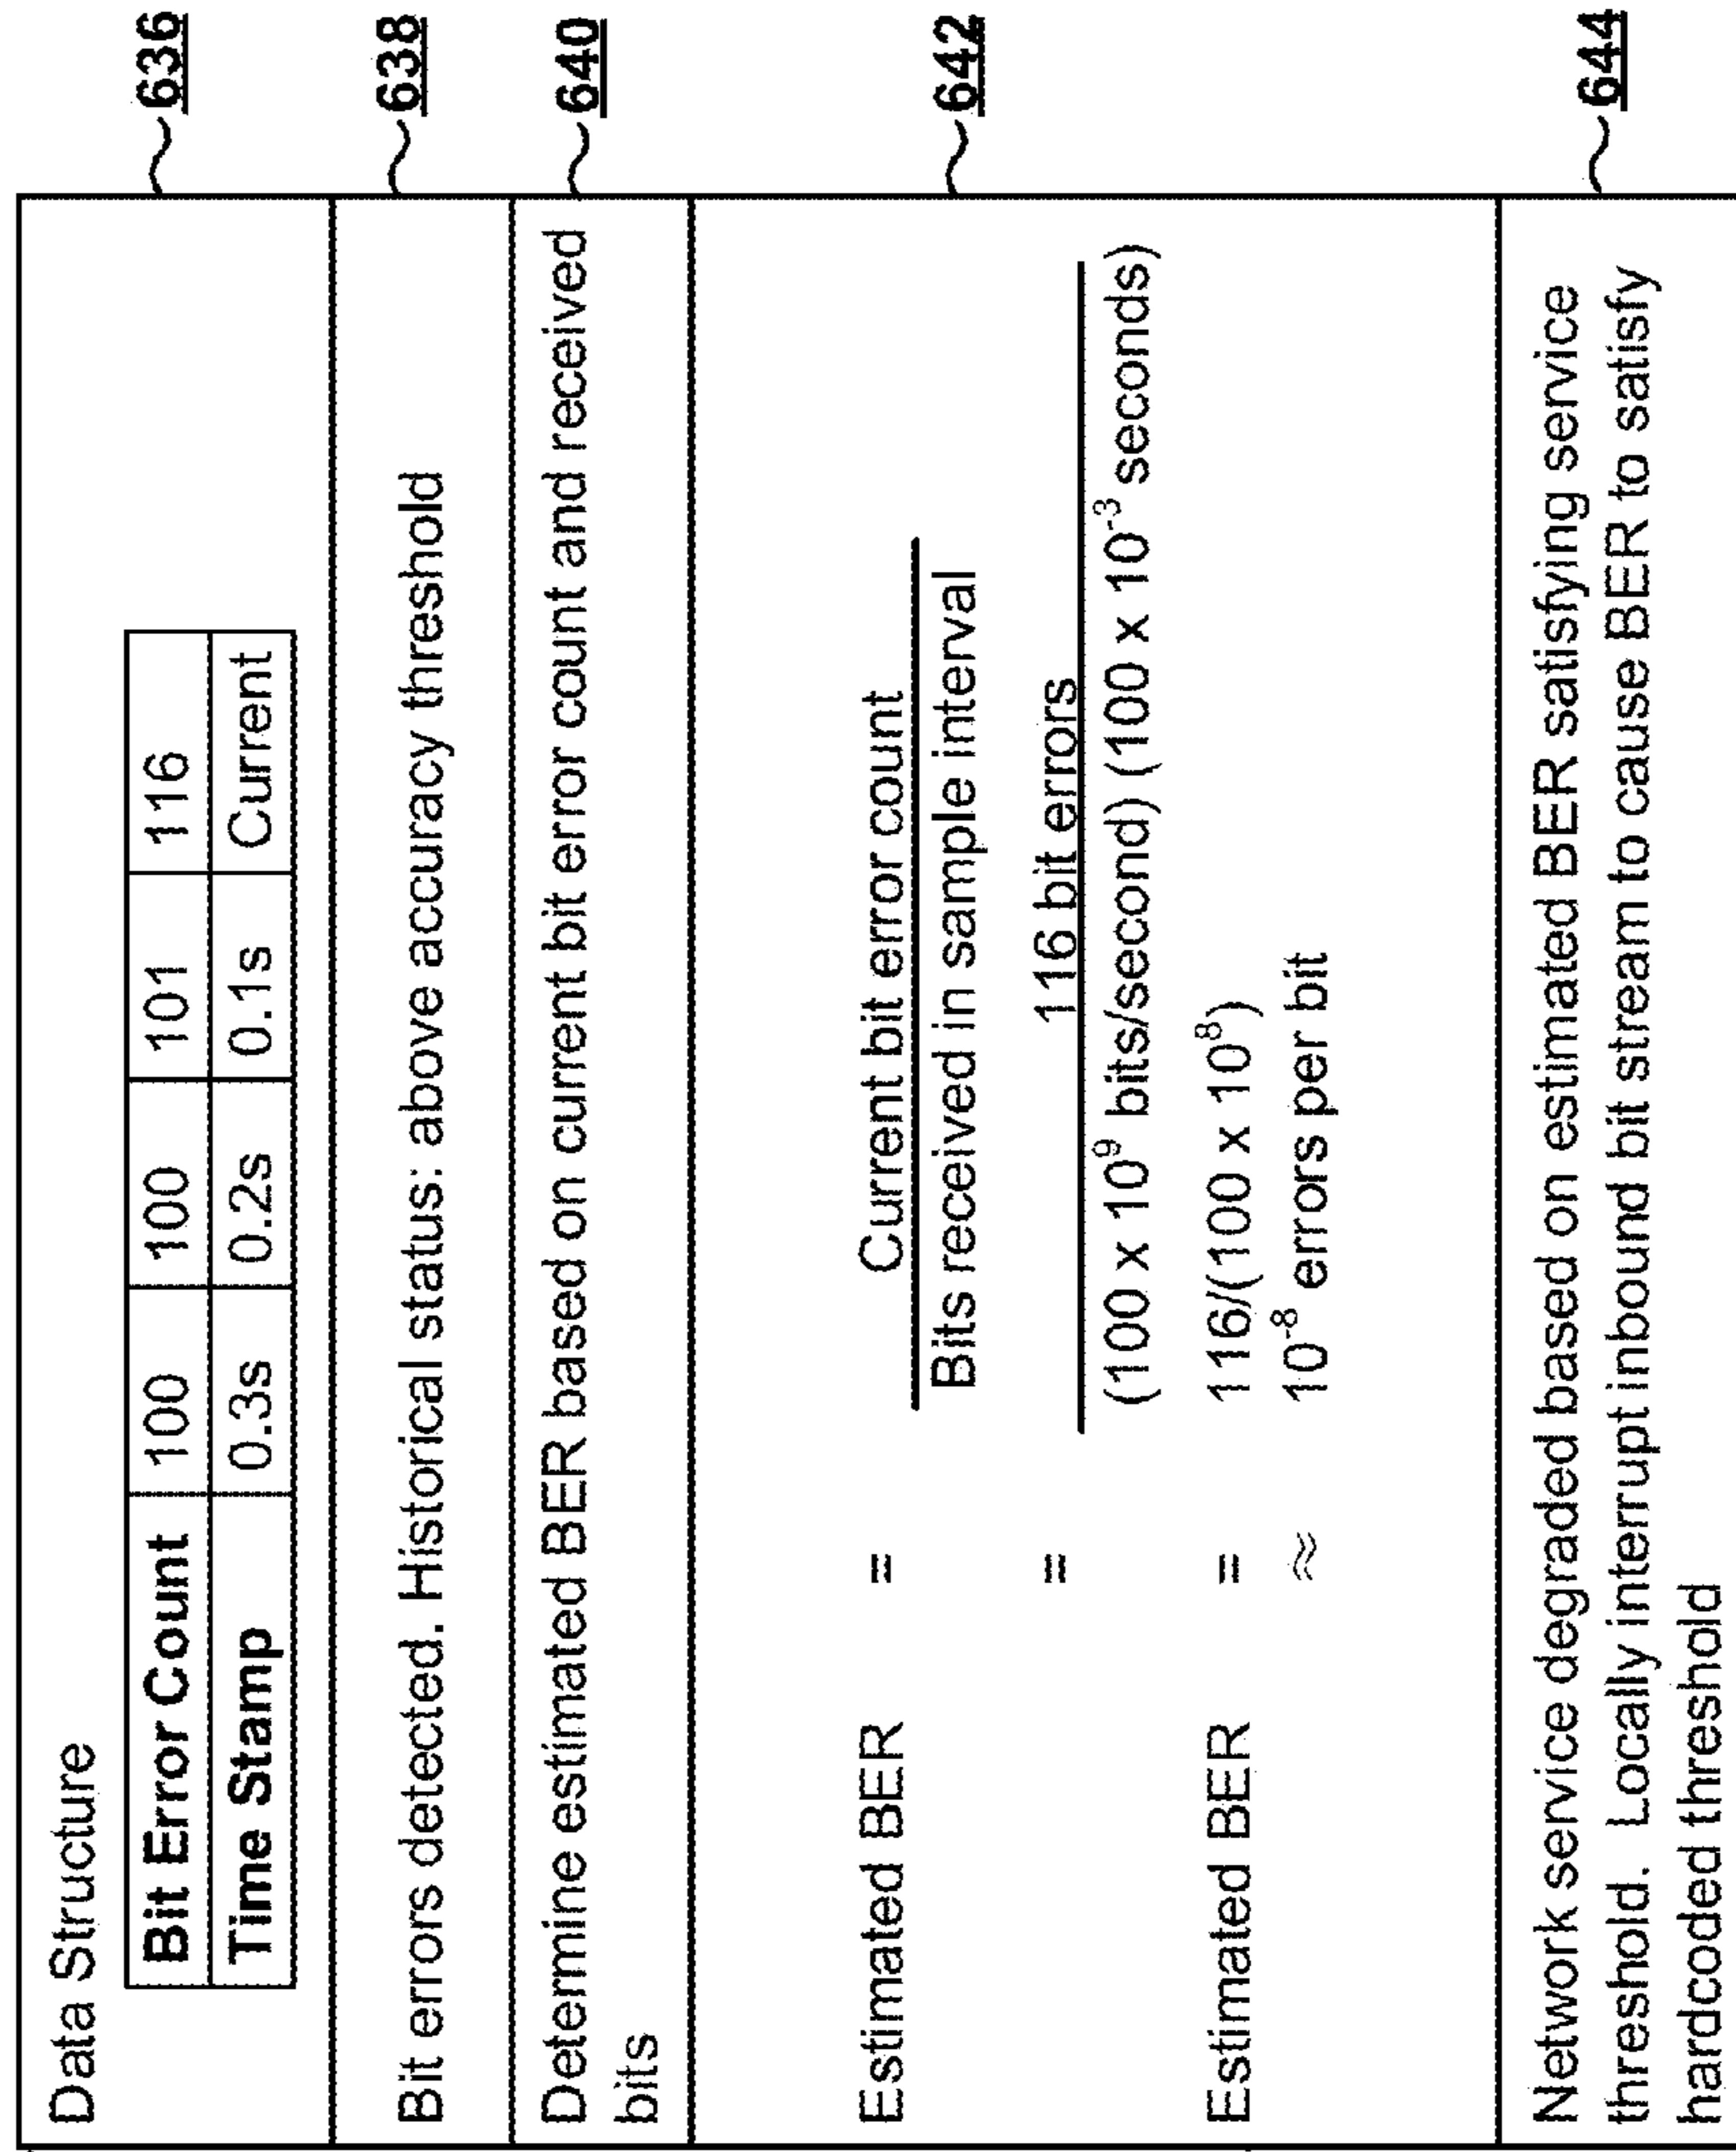 Data Structure
Bit Error Count 100 100 101 116
Time Stamp 0.3s 0.2s 0.1s Current
636
Bit errors detected. Historical status: above accuracy threshold
638
Determine estimated BER based on current bit error count and received
bits
640
Estimated BER = Current bit error count
Bits received in sample interval
= 116 bit errors
(100 x 10⁹ bits/second) (100 x 10⁻³ seconds)
Estimated BER = 116/(100 x 10⁸)
≈ 10⁻⁸ errors per bit
642
Network service degraded based on estimated BER satisfying service
threshold. Locally interrupt inbound bit stream to cause BER to satisfy
hardcoded threshold
644